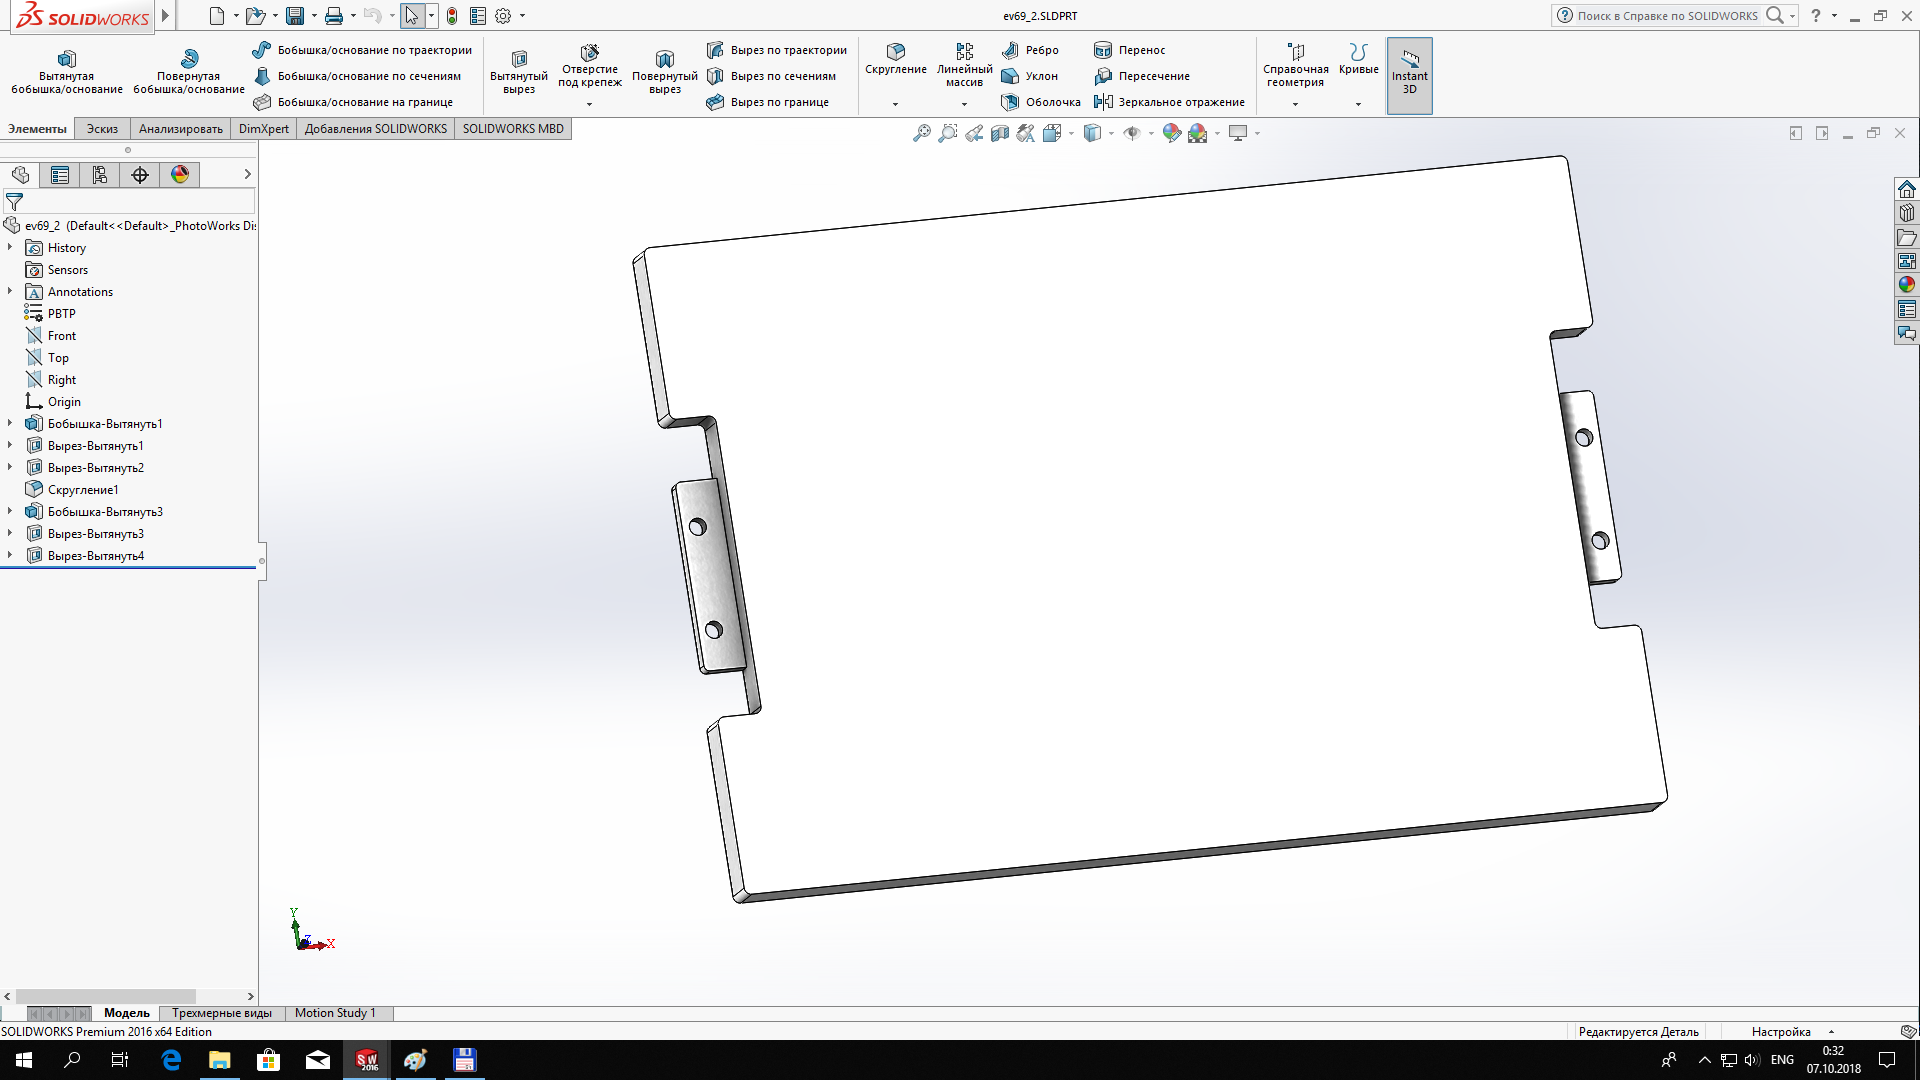 SOLIDWORKS
ev69_2.SLDPRT
Поиск в Справке по SOLIDWORKS
?
Вытянутая бобышка/основание
Повернутая бобышка/основание
Бобышка/основание по траектории
Бобышка/основание по сечениям
Бобышка/основание на границе
Вытянутый вырез
Отверстие под крепеж
Повернутый вырез
Вырез по траектории
Вырез по сечениям
Вырез по границе
Скругление
Линейный массив
Ребро
Уклон
Оболочка
Перенос
Пересечение
Зеркальное отражение
Справочная геометрия
Кривые
Instant 3D
Элементы
Эскиз
Анализировать
DimXpert
Добавления SOLIDWORKS
SOLIDWORKS MBD
ev69_2 (Default<<Default>_PhotoWorks Dis
History
Sensors
Annotations
РВТР
Front
Top
Right
Origin
Бобышка-Вытянуть1
Вырез-Вытянуть1
Вырез-Вытянуть2
Скругление1
Бобышка-Вытянуть3
Вырез-Вытянуть3
Вырез-Вытянуть4
Y
Z
X
Модель
Трехмерные виды
Motion Study 1
SOLIDWORKS Premium 2016 x64 Edition
Редактируется Деталь
Настройка
SW 2016
ENG
0:32
07.10.2018